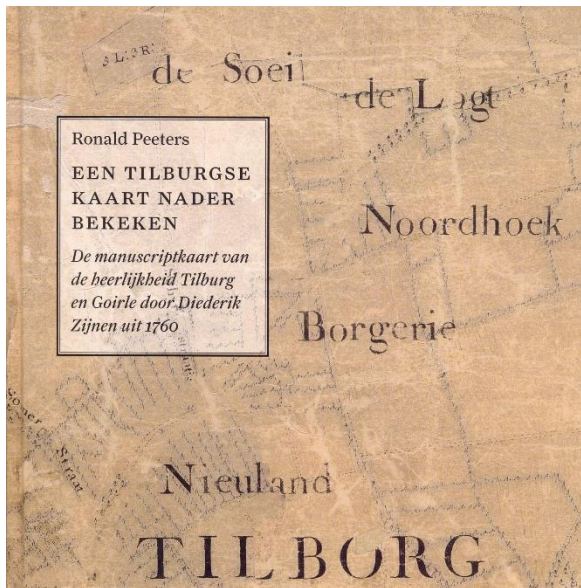 de Soei
de Logt
Ronald Peeters
EEN TILBURGSE
KAART NADER
BEKEKEN
De manuscriptkaart van
de heerlijkheid Tilburg
en Goirle door Diederik
Zijnen uit 1760
Noordhoek
Borgerie
Straat
Nieuland
TILBORG